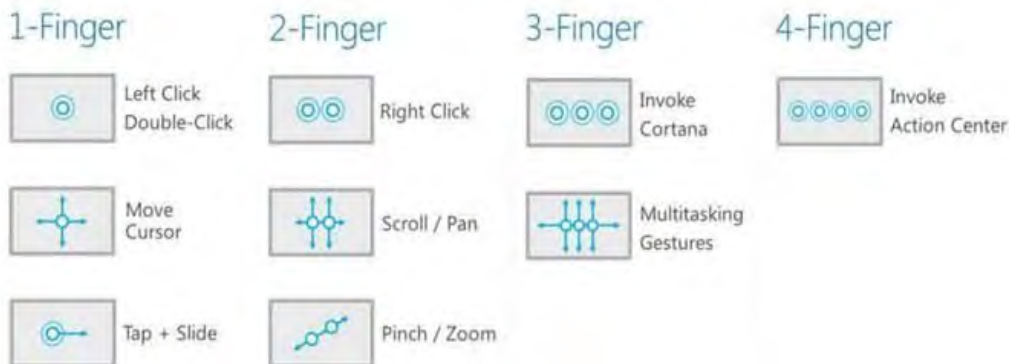 1-Finger
Left Click
Double-Click
Move
Cursor
Tap + Slide
2-Finger
Right Click
Scroll / Pan
Pinch / Zoom
3-Finger
Invoke
Cortana
Multitasking
Gestures
4-Finger
Invoke
Action Center